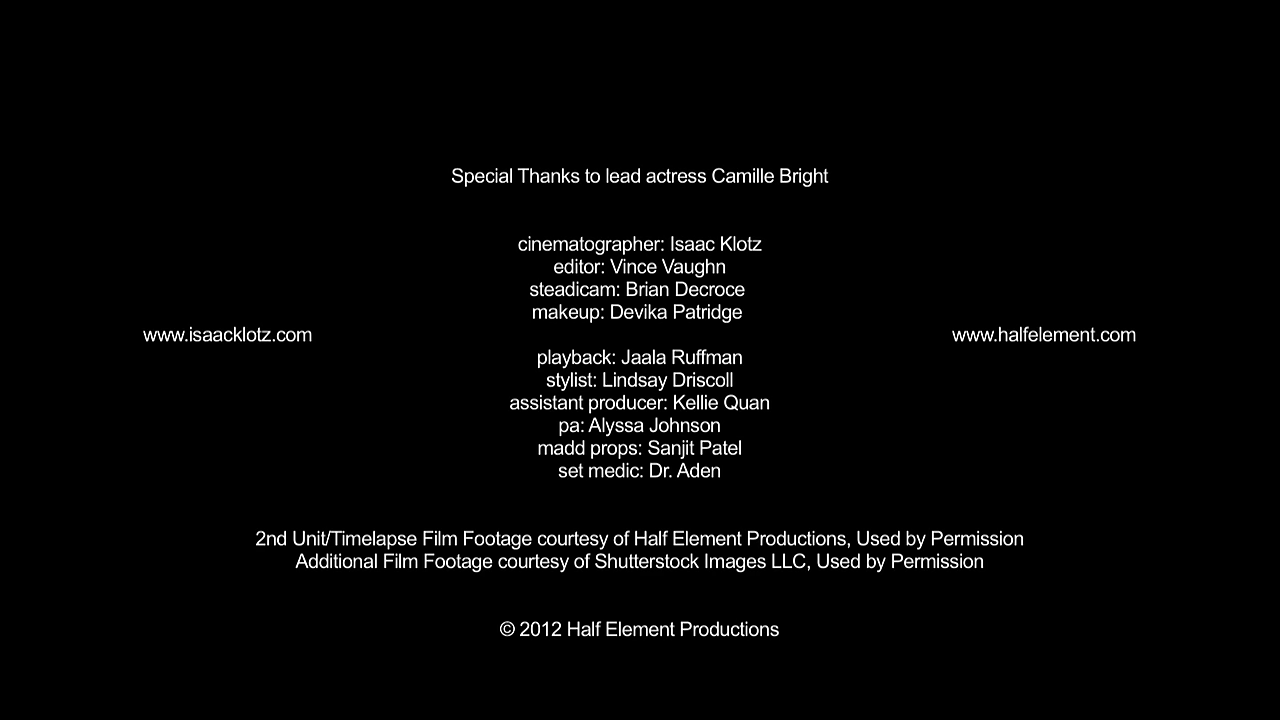 Special Thanks to lead actress Camille Bright
cinematographer: Isaac Klotz
editor: Vince Vaughn
steadicam: Brian Decroce
makeup: Devika Patridge
www.isaacklotz.com
www.halfelement.com
playback: Jaala Ruffman
stylist: Lindsay Driscoll
assistant producer: Kellie Quan
pa: Alyssa Johnson
madd props: Sanjit Patel
set medic: Dr. Aden
2nd Unit/Timelapse Film Footage courtesy of Half Element Productions, Used by Permission
Additional Film Footage courtesy of Shutterstock Images LLC, Used by Permission
© 2012 Half Element Productions